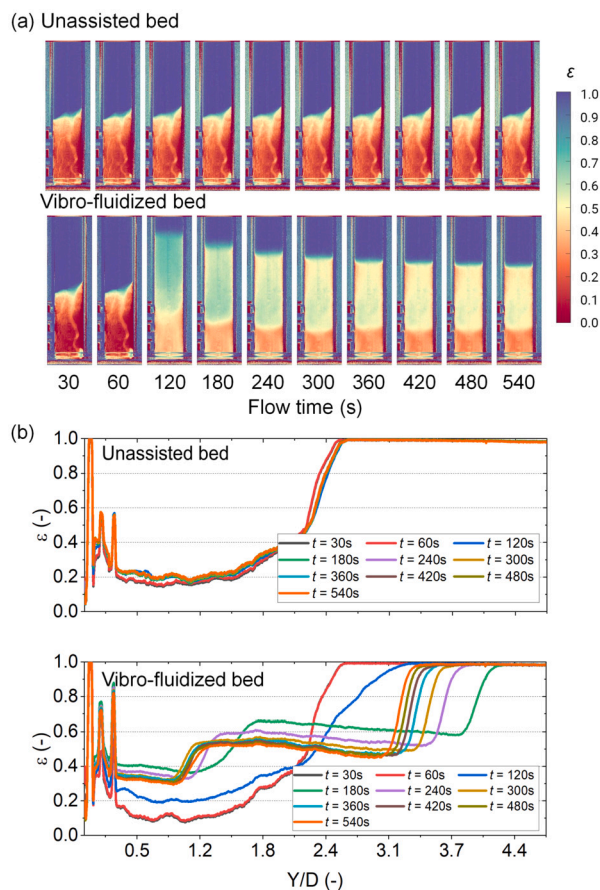 (a) Unassisted bed
ε
1.0
0.9
0.8
0.7
0.6
0.5
0.4
0.3
0.2
0.1
0.0
Vibro-fluidized bed
30 60 120 180 240 300 360 420 480 540
Flow time (s)
(b)
1.0
0.8
0.6
0.4
0.2
0.0
ε (-)
Unassisted bed
t = 30s t = 60s t = 120s
t = 180s t = 240s t = 300s
t = 360s t = 420s t = 480s
t = 540s
1.0
0.8
0.6
0.4
0.2
0.0
ε (-)
Vibro-fluidized bed
t = 30s t = 60s t = 120s
t = 180s t = 240s t = 300s
t = 360s t = 420s t = 480s
t = 540s
0.5 1.2 1.8 2.4 3.1 3.7 4.4
Y/D (-)